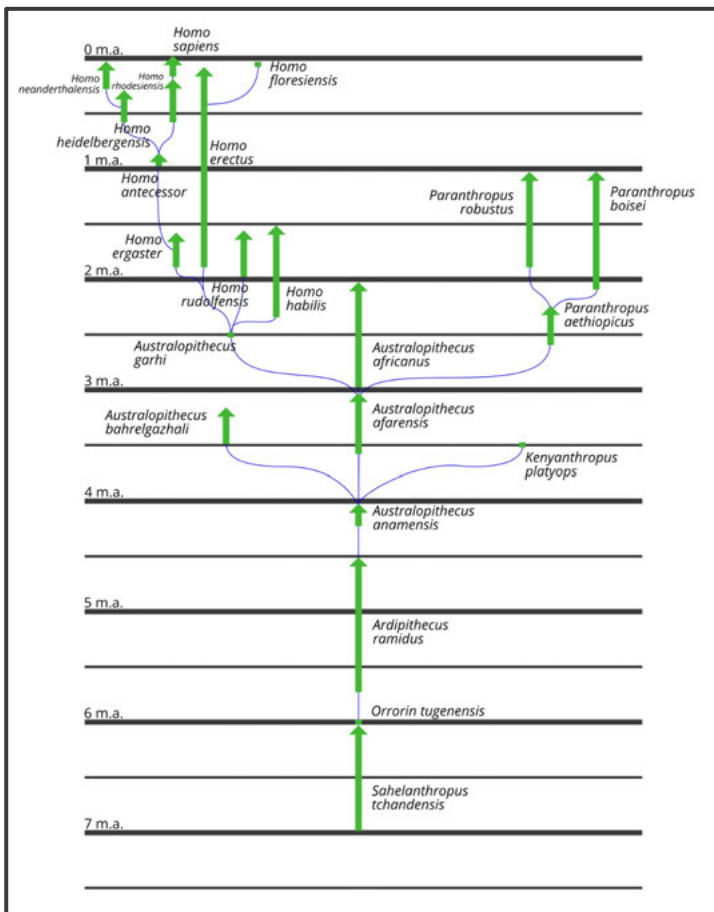 Homo
sapiens
0 m.a.
Homo
neanderthalensis
Homo
rhodesiensis
Homo
floresiensis
Homo
heidelbergensis
Homo
erectus
1 m.a.
Homo
antecessor
Paranthropus
robustus
Paranthropus
boisei
Homo
ergaster
2 m.a.
Homo
rudolfensis
Homo
habilis
Paranthropus
aethiopicus
Australopithecus
garhi
Australopithecus
africanus
3 m.a.
Australopithecus
bahrelgazhali
Australopithecus
afarensis
Kenyanthropus
platyops
4 m.a.
Australopithecus
anamensis
5 m.a.
Ardipithecus
ramidus
6 m.a.
Orrorin tugenensis
Sahelanthropus
tchandensis
7 m.a.